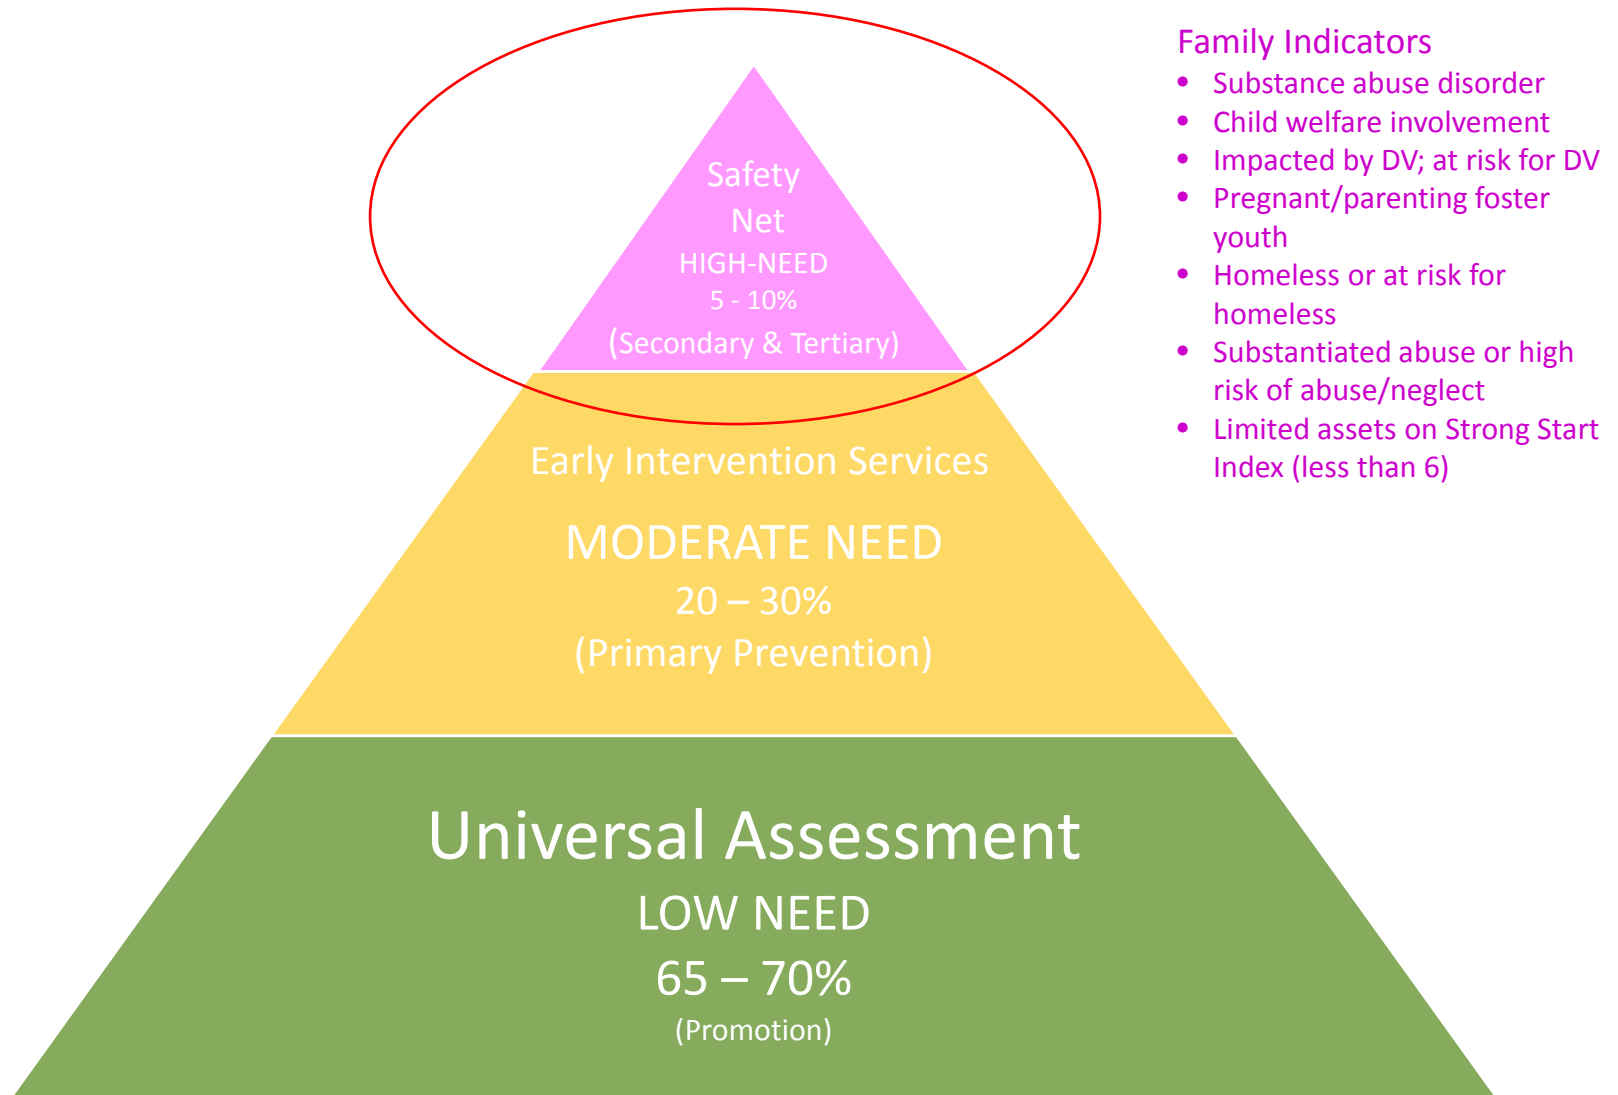 Safety
Net
HIGH-NEED
5 - 10%
(Secondary & Tertiary)
Early Intervention Services
MODERATE NEED
20 – 30%
(Primary Prevention)
Universal Assessment
LOW NEED
65 – 70%
(Promotion)
Family Indicators
• Substance abuse disorder
• Child welfare involvement
• Impacted by DV; at risk for DV
• Pregnant/parenting foster
youth
• Homeless or at risk for
homeless
• Substantiated abuse or high
risk of abuse/neglect
• Limited assets on Strong Start
Index (less than 6)